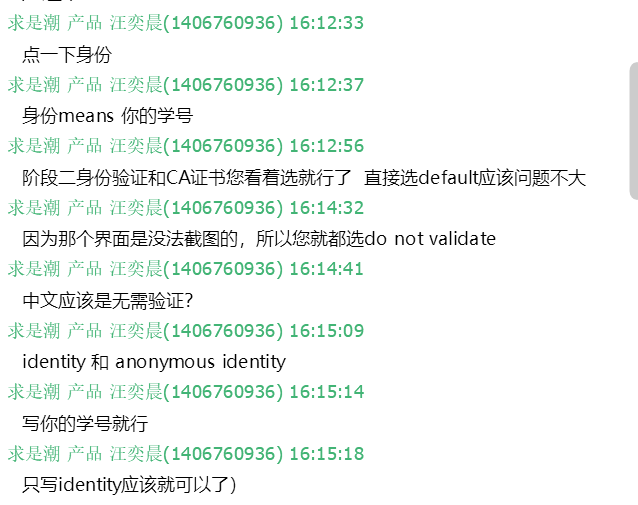 求是潮 产品 汪奕晨(1406760936) 16:12:33
点一下身份
求是潮 产品 汪奕晨(1406760936) 16:12:37
身份means 你的学号
求是潮 产品 汪奕晨(1406760936) 16:12:56
阶段二身份验证和CA证书您看着选就行了 直接选default应该问题不大
求是潮 产品 汪奕晨(1406760936) 16:14:32
因为那个界面是没法截图的，所以您就都选do not validate
求是潮 产品 汪奕晨(1406760936) 16:14:41
中文应该是无需验证？
求是潮 产品 汪奕晨(1406760936) 16:15:09
identity 和 anonymous identity
求是潮 产品 汪奕晨(1406760936) 16:15:14
写你的学号就行
求是潮 产品 汪奕晨(1406760936) 16:15:18
只写identity应该就可以了）